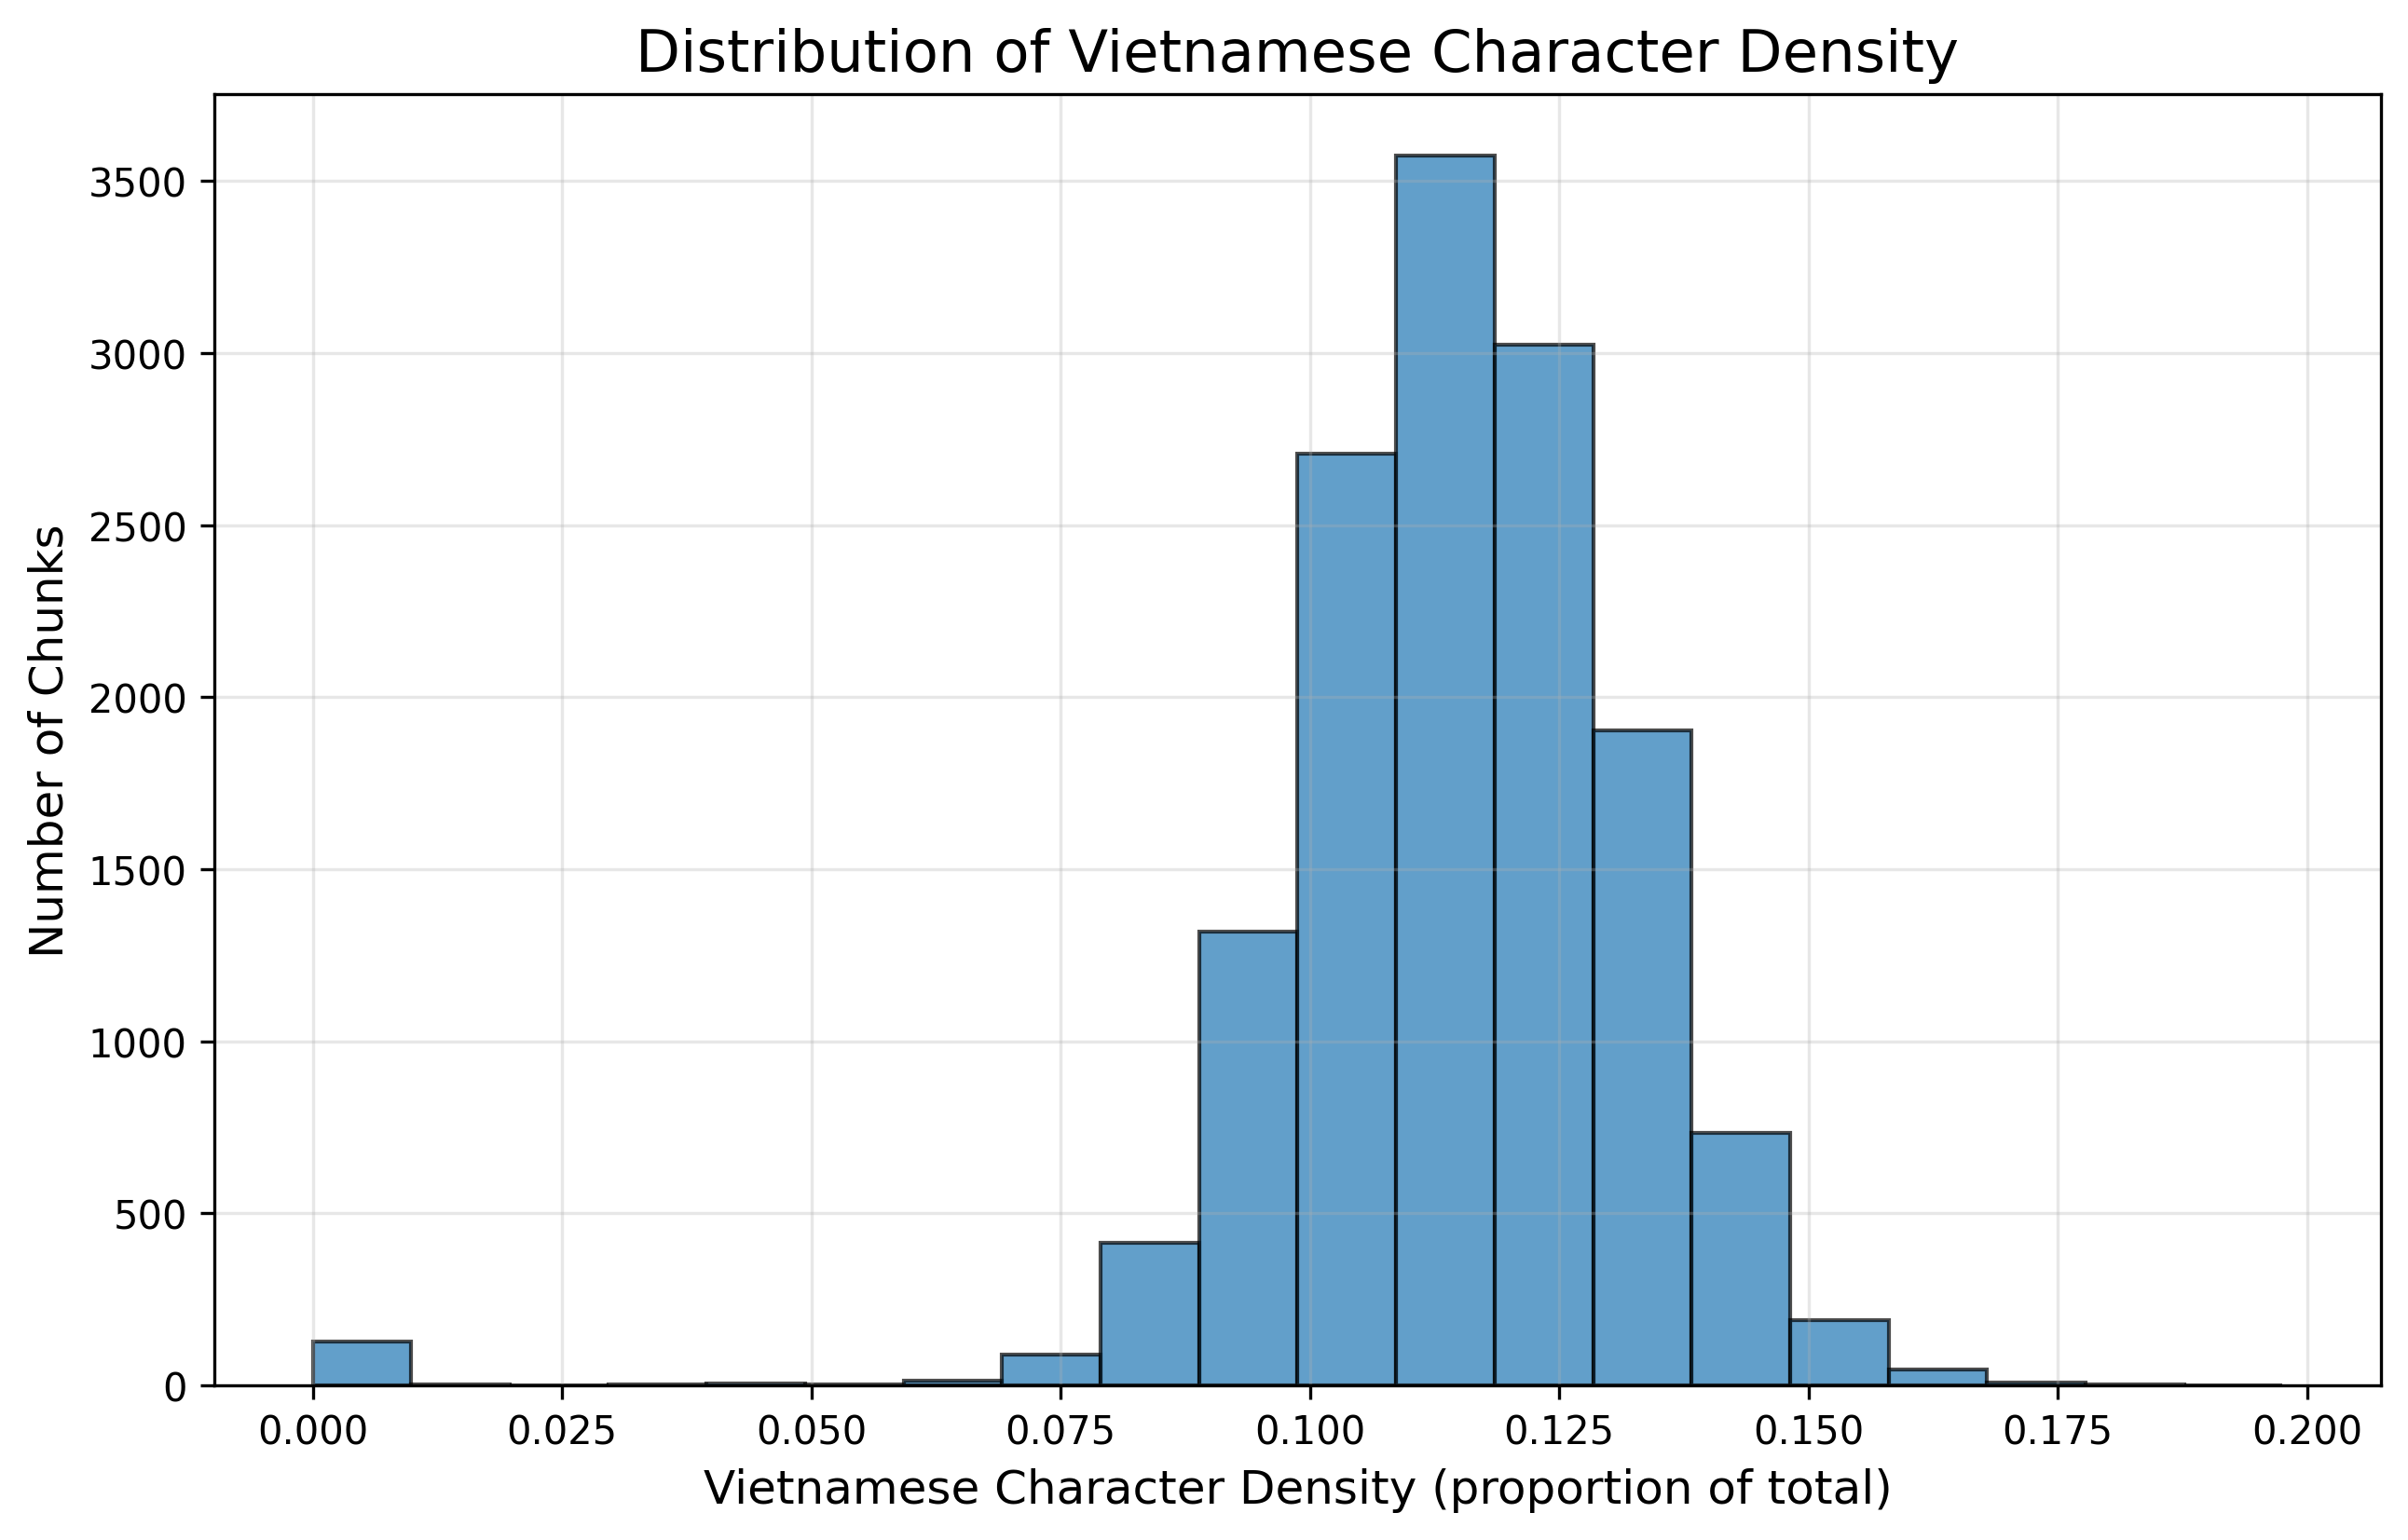 Distribution of Vietnamese Character Density
Number of Chunks
3500
3000
2500
2000
1500
1000
500
0
0.000 0.025 0.050 0.075 0.100 0.125 0.150 0.175 0.200
Vietnamese Character Density (proportion of total)